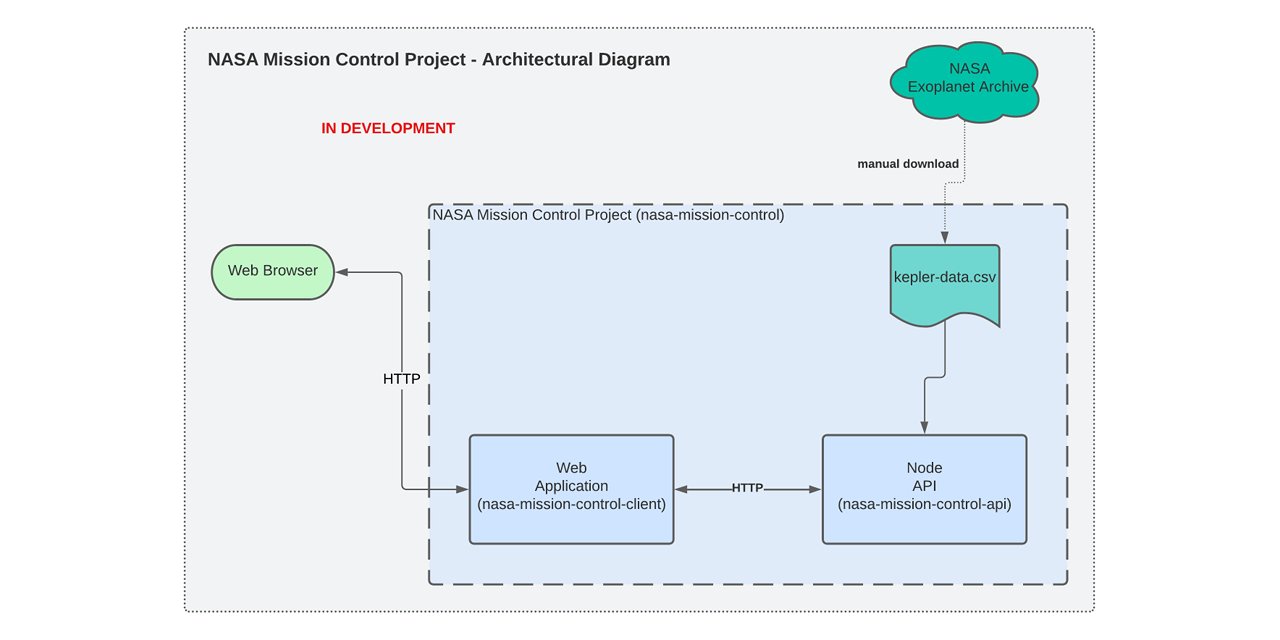 NASA Mission Control Project - Architectural Diagram
NASA
Exoplanet Archive
IN DEVELOPMENT
manual download
NASA Mission Control Project (nasa-mission-control)
Web Browser
kepler-data.csv
HTTP
Web
Application
(nasa-mission-control-client)
HTTP
Node
API
(nasa-mission-control-api)